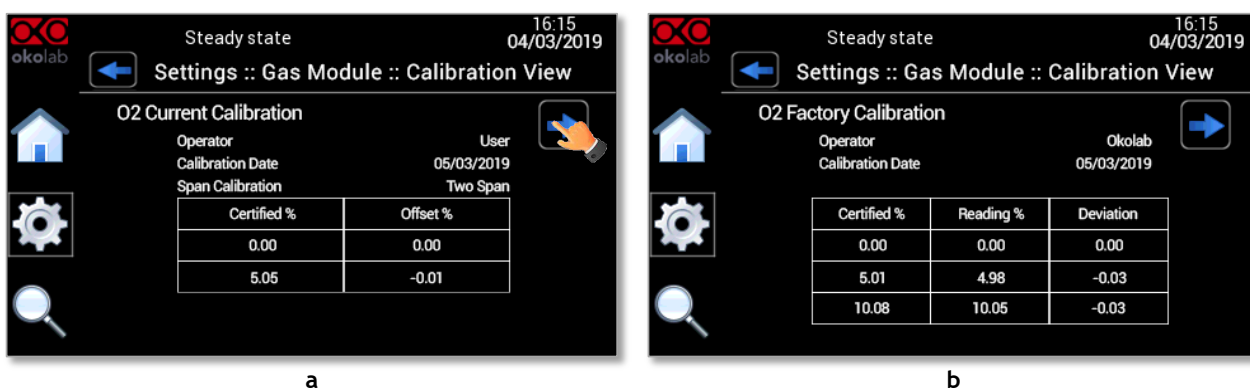 16:15
Steady state
04/03/2019
okolab
Settings :: Gas Module :: Calibration View
O2 Current Calibration
Operator User
Calibration Date 05/03/2019
Span Calibration Two Span
Certified % Offset %
0.00 0.00
5.05 -0.01
a
16:15
Steady state
04/03/2019
okolab
Settings :: Gas Module :: Calibration View
O2 Factory Calibration
Operator Okolab
Calibration Date 05/03/2019
Certified % Reading % Deviation
0.00 0.00 0.00
5.01 4.98 -0.03
10.08 10.05 -0.03
b